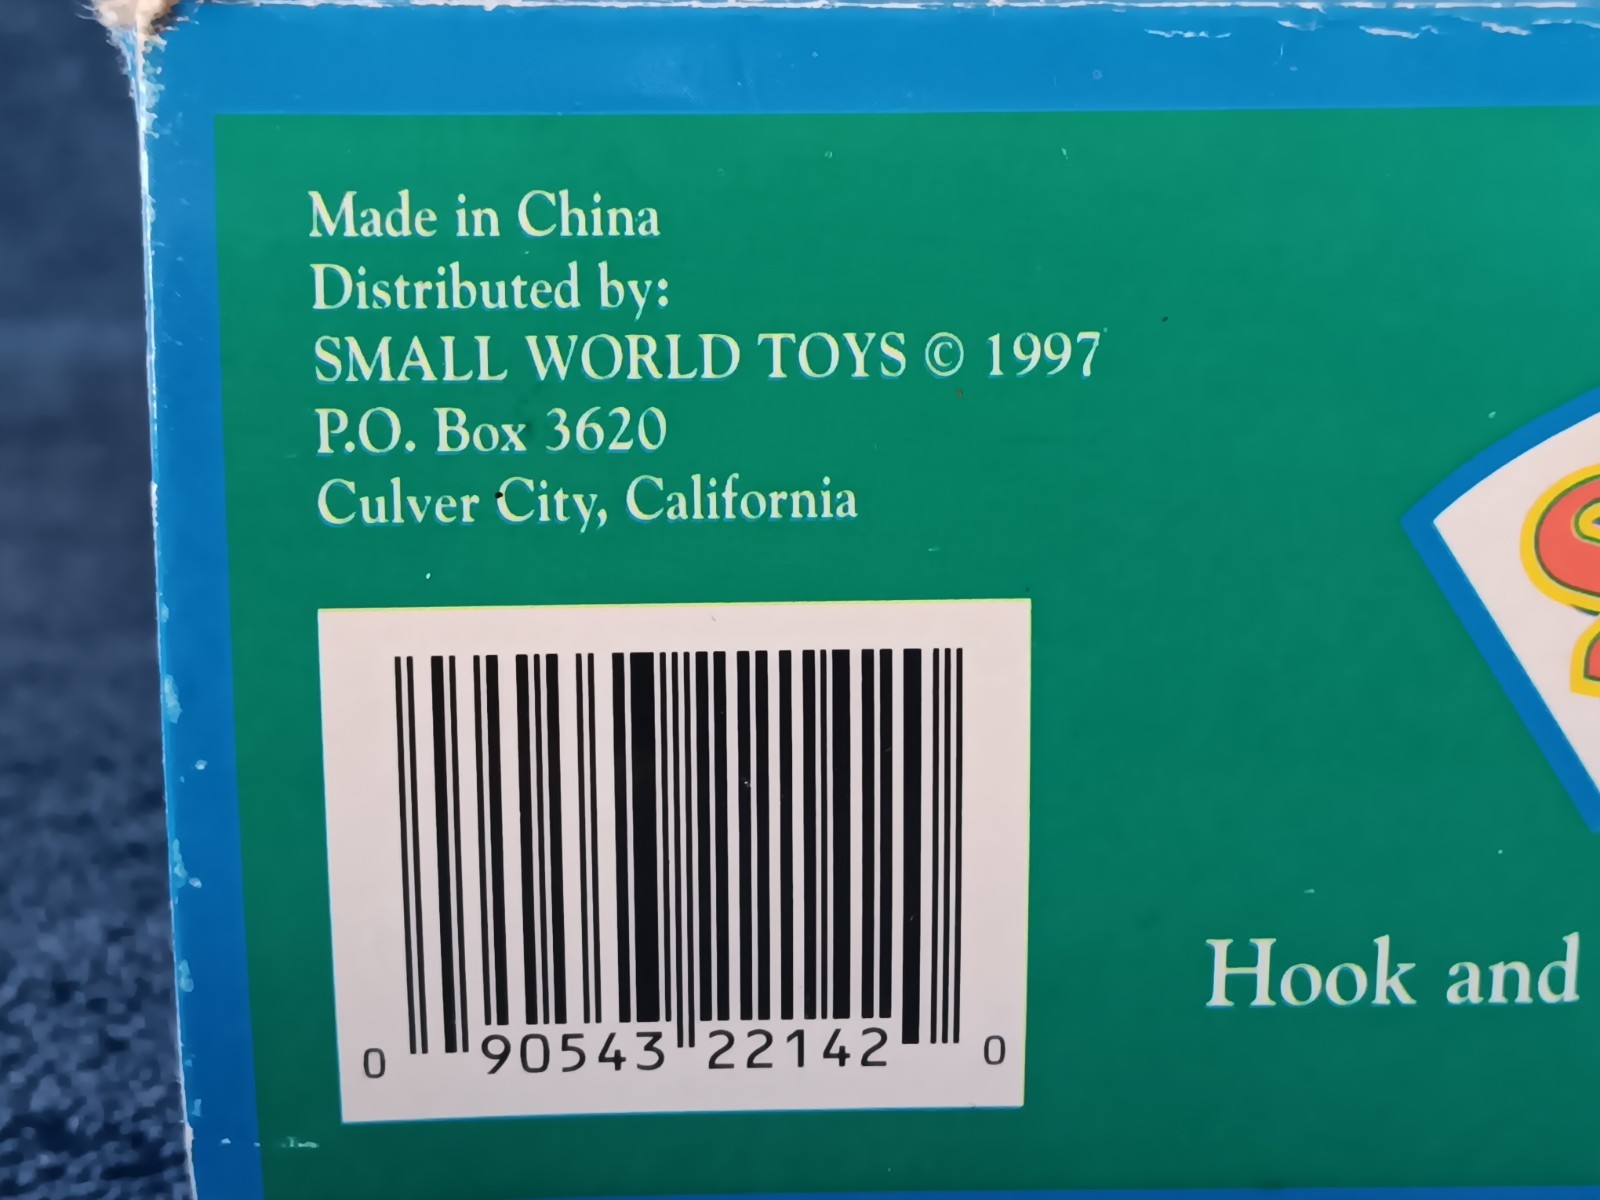 Made in China
Distributed by:
SMALL WORLD TOYS © 1997
P.O. Box 3620
Culver City, California
0 90543 22142 0
Hook and